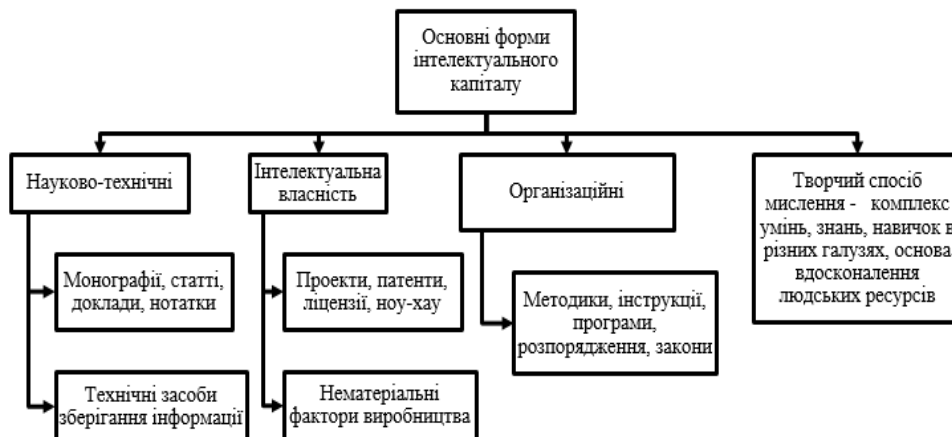 Основні форми
інтелектуального
капіталу
Науково-технічні
Інтелектуальна
власність
Організаційні
Творчий спосіб
мислення - комплекс
умінь, знань, навичок в
різних галузях, основа
вдосконалення
людських ресурсів
Монографії, статті,
доклади, нотатки
Проекти, патенти,
ліцензії, ноу-хау
Методики, інструкції,
програми,
розпорядження, закони
Технічні засоби
зберігання інформації
Нематеріальні
фактори виробництва